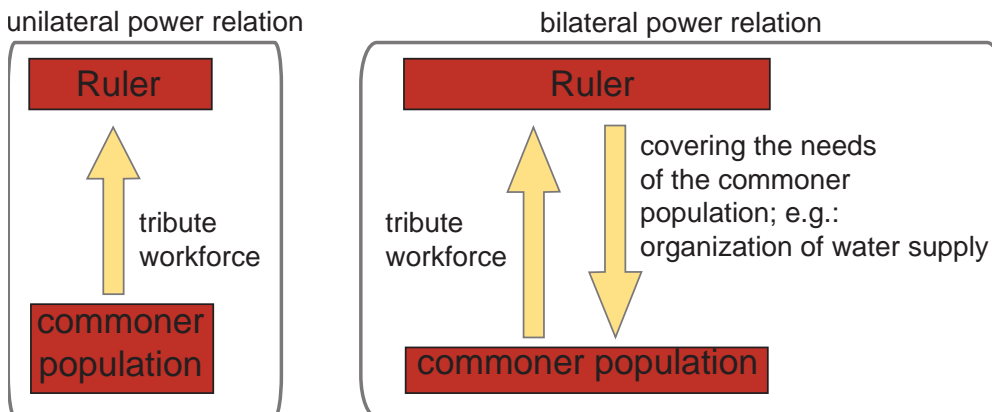 unilateral power relation
Ruler
tribute
workforce
commoner
population
bilateral power relation
Ruler
tribute
workforce
covering the needs
of the commoner
population; e.g.:
organization of water supply
commoner population